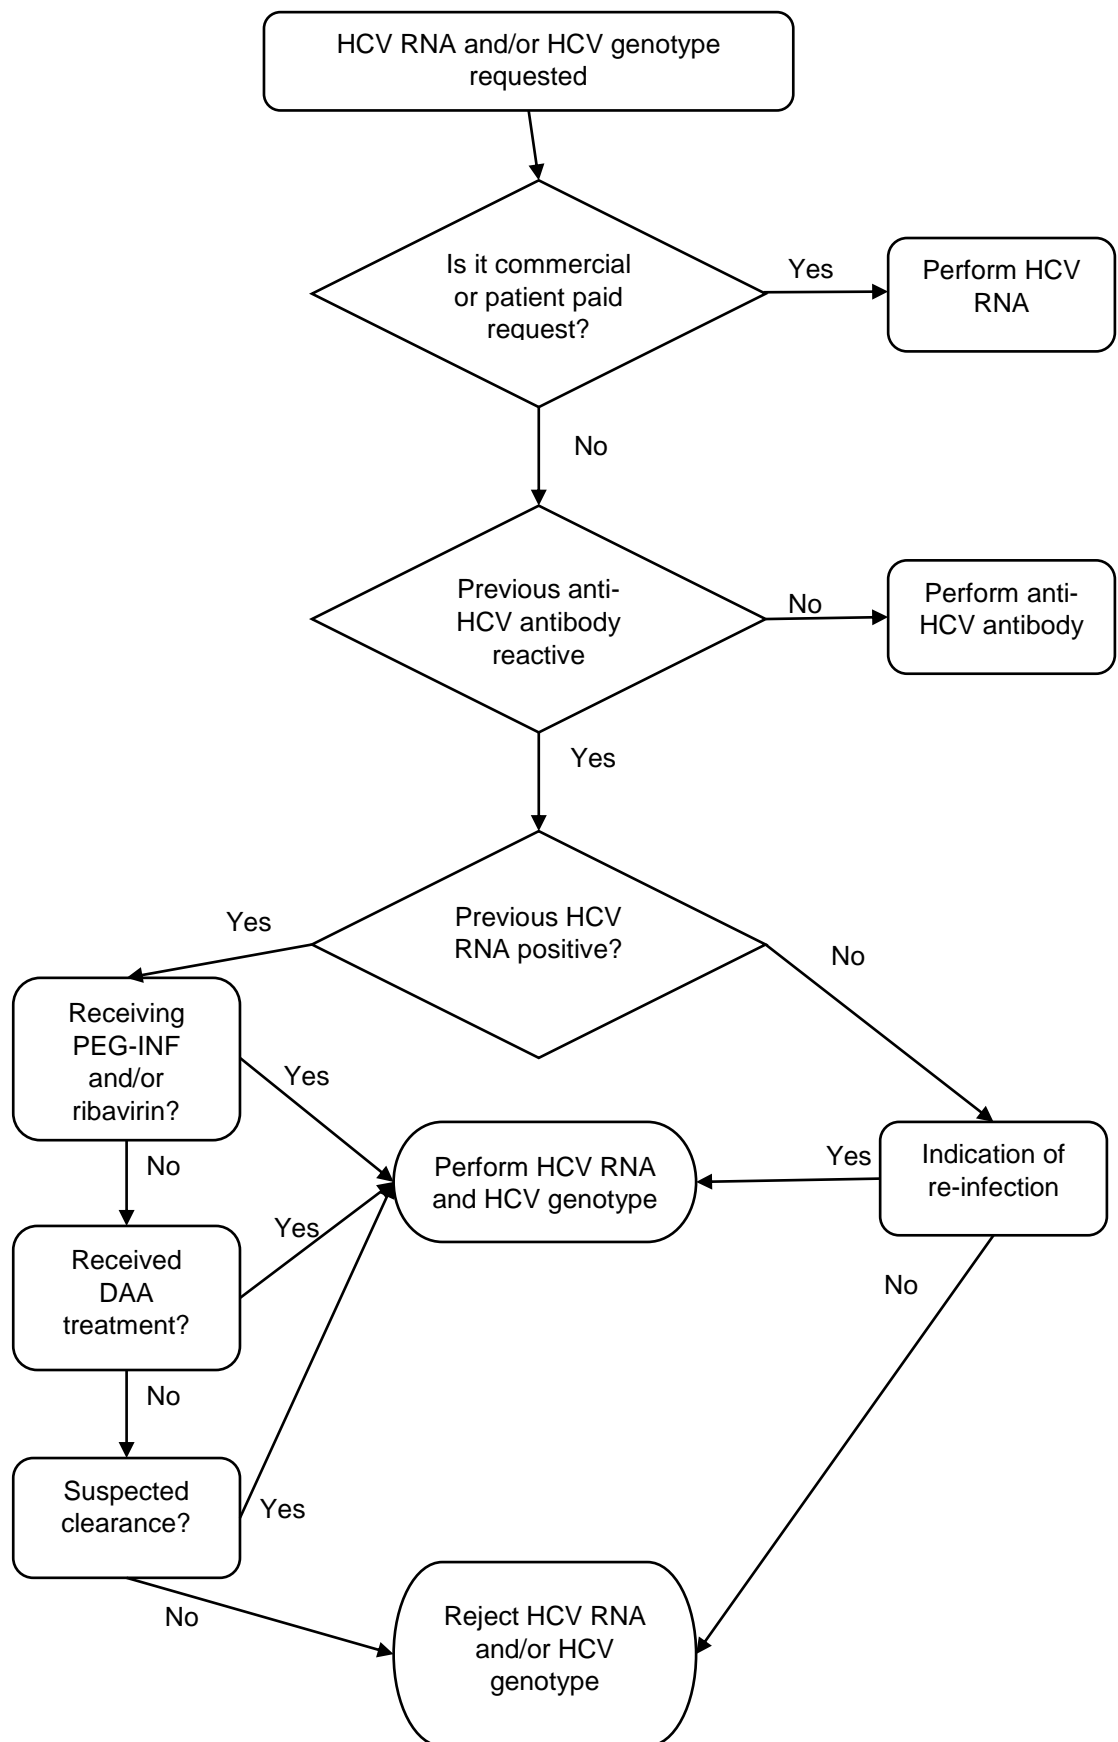 HCV RNA and/or HCV genotype
requested
Is it commercial
or patient paid
request?
Yes
Perform HCV
RNA
No
Previous anti-
HCV antibody
reactive
No
Perform anti-
HCV antibody
Yes
Previous HCV
RNA positive?
Yes
No
Receiving
PEG-INF
and/or
ribavirin?
Yes
No
Perform HCV RNA
and HCV genotype
Yes
Indication of
re-infection
Received
DAA
treatment?
Yes
No
No
Suspected
clearance?
Yes
No
Reject HCV RNA
and/or HCV
genotype